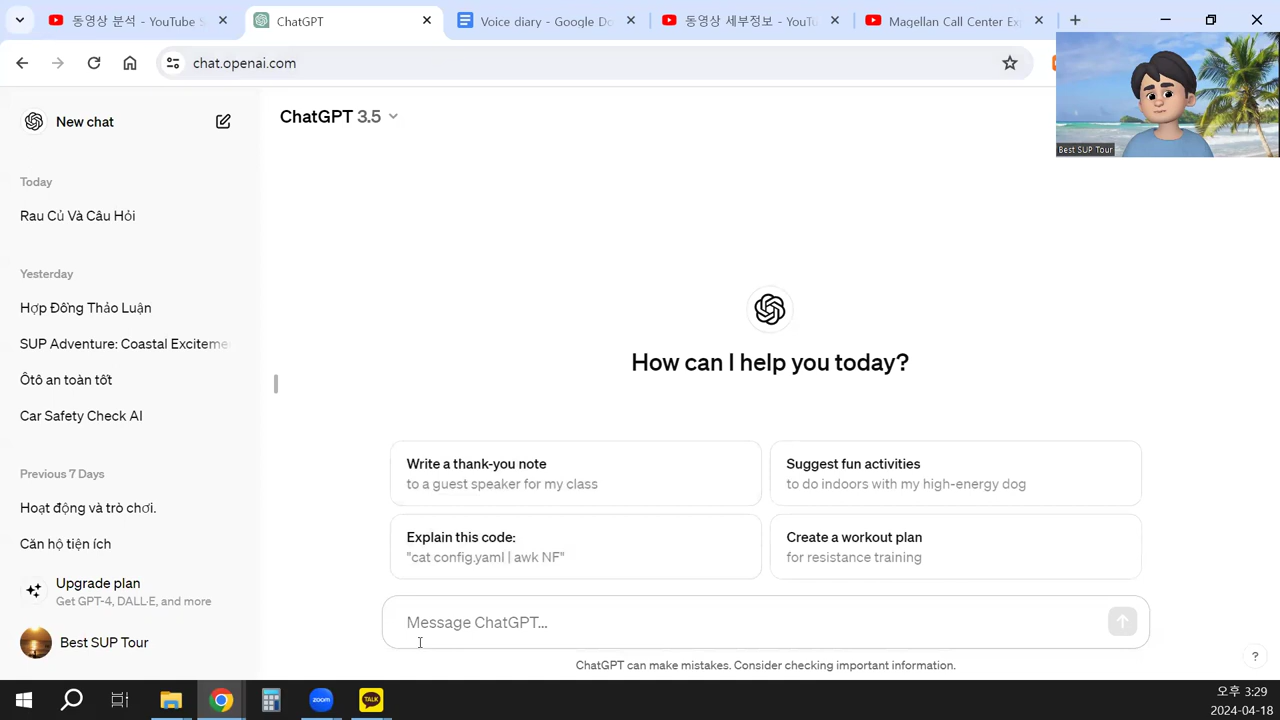 동영상 분석 - YouTube S
ChatGPT
Voice diary - Google Do
동영상 세부정보 - YouTu
Magellan Call Center Ex
chat.openai.com
New chat
ChatGPT 3.5
Best SUP Tour
Today
Rau Củ Và Câu Hỏi
Yesterday
Hợp Đồng Thảo Luận
SUP Adventure: Coastal Exciteme
Ôtô an toàn tốt
Car Safety Check AI
Previous 7 Days
Hoạt động và trò chơi.
Căn hộ tiện ích
Upgrade plan
Get GPT-4, DALL·E, and more
Best SUP Tour
How can I help you today?
Write a thank-you note
to a guest speaker for my class
Suggest fun activities
to do indoors with my high-energy dog
Explain this code:
"cat config.yaml | awk NF"
Create a workout plan
for resistance training
Message ChatGPT...
ChatGPT can make mistakes. Consider checking important information.
?
zoom
TALK
오후 3:29
2024-04-18